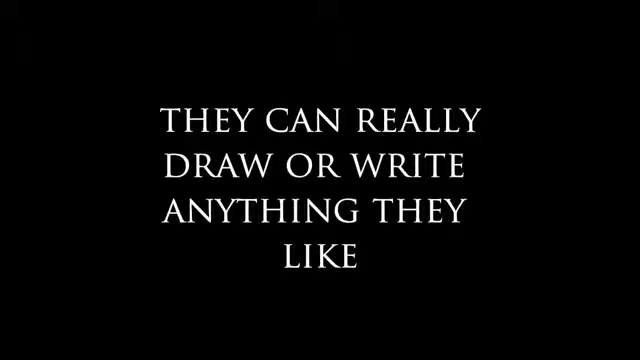 THEY CAN REALLY
DRAW OR WRITE
ANYTHING THEY
LIKE